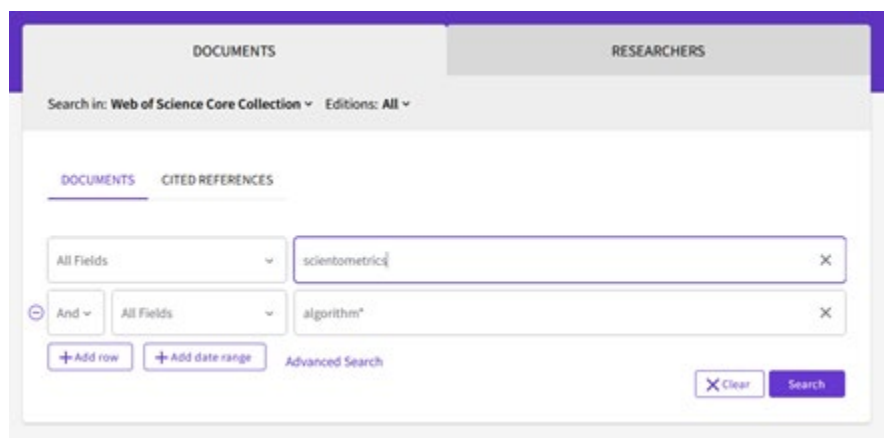 DOCUMENTS RESEARCHERS
Search in: Web of Science Core Collection Editions: All
DOCUMENTS CITED REFERENCES
All Fields scientometrics
And All Fields algorithm*
+Add row +Add date range Advanced Search
Clear Search